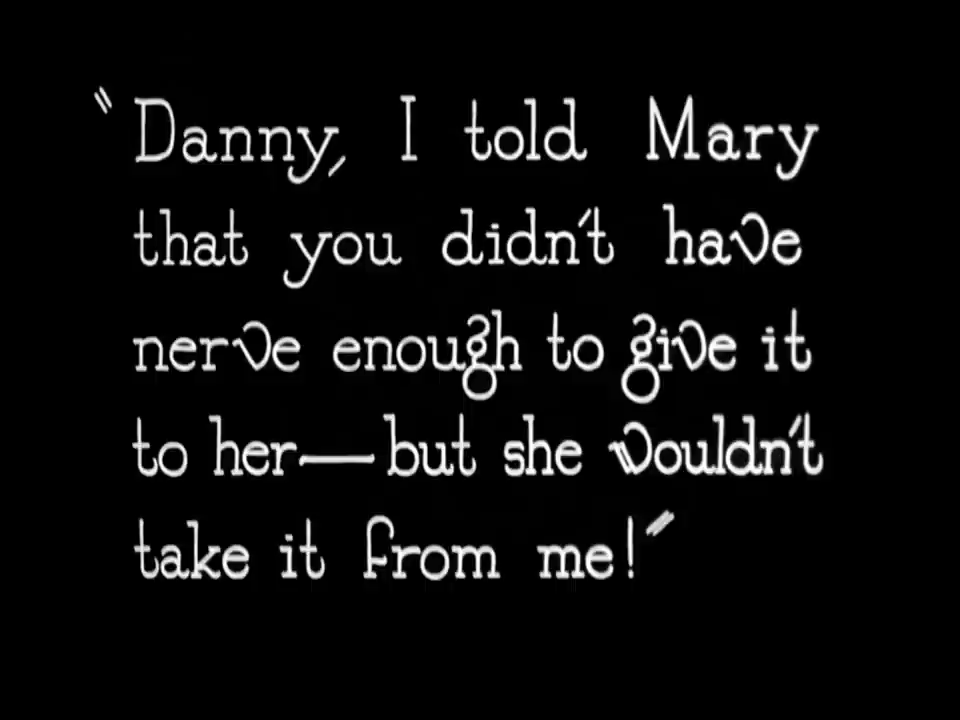 "Danny, I told Mary
that you didn't have
nerve enough to give it
to her—but she wouldn't
take it from me!"